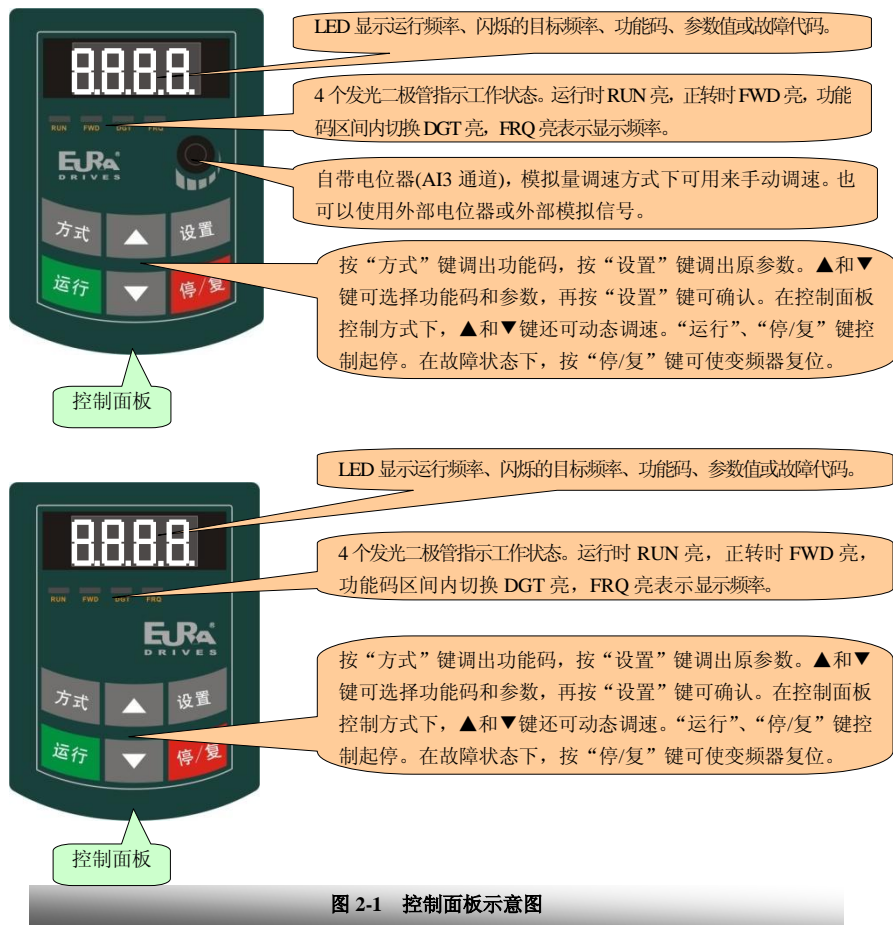 LED 显示运行频率、闪烁的目标频率、功能码、参数值或故障代码。
8.8.8.8.
4 个发光二极管指示工作状态。运行时 RUN 亮, 正转时 FWD 亮, 功能
码区间内切换 DGT 亮，FRQ 亮表示显示频率。
RUN FWD DGT FRQ
EURA
DRIVES
自带电位器(AI3 通道)，模拟量调速方式下可用来手动调速。也
可以使用外部电位器或外部模拟信号。
方式 ▲ 设置
运行 ▼ 停/复
按“方式”键调出功能码，按“设置”键调出原参数。▲和▼
键可选择功能码和参数，再按“设置”键可确认。在控制面板
控制方式下，▲和▼键还可动态调速。“运行”、“停/复”键控
制起停。在故障状态下，按“停/复”键可使变频器复位。
控制面板
LED 显示运行频率、闪烁的目标频率、功能码、参数值或故障代码。
8.8.8.8.
4 个发光二极管指示工作状态。运行时 RUN 亮，正转时 FWD 亮，
功能码区间内切换 DGT 亮，FRQ 亮表示显示频率。
RUN FWD DGT FRQ
EURA
DRIVES
方式 ▲ 设置
运行 ▼ 停/复
按“方式”键调出功能码，按“设置”键调出原参数。▲和▼
键可选择功能码和参数，再按“设置”键可确认。在控制面板
控制方式下，▲和▼键还可动态调速。“运行”、“停/复”键控
制起停。在故障状态下，按“停/复”键可使变频器复位。
控制面板
图 2-1 控制面板示意图